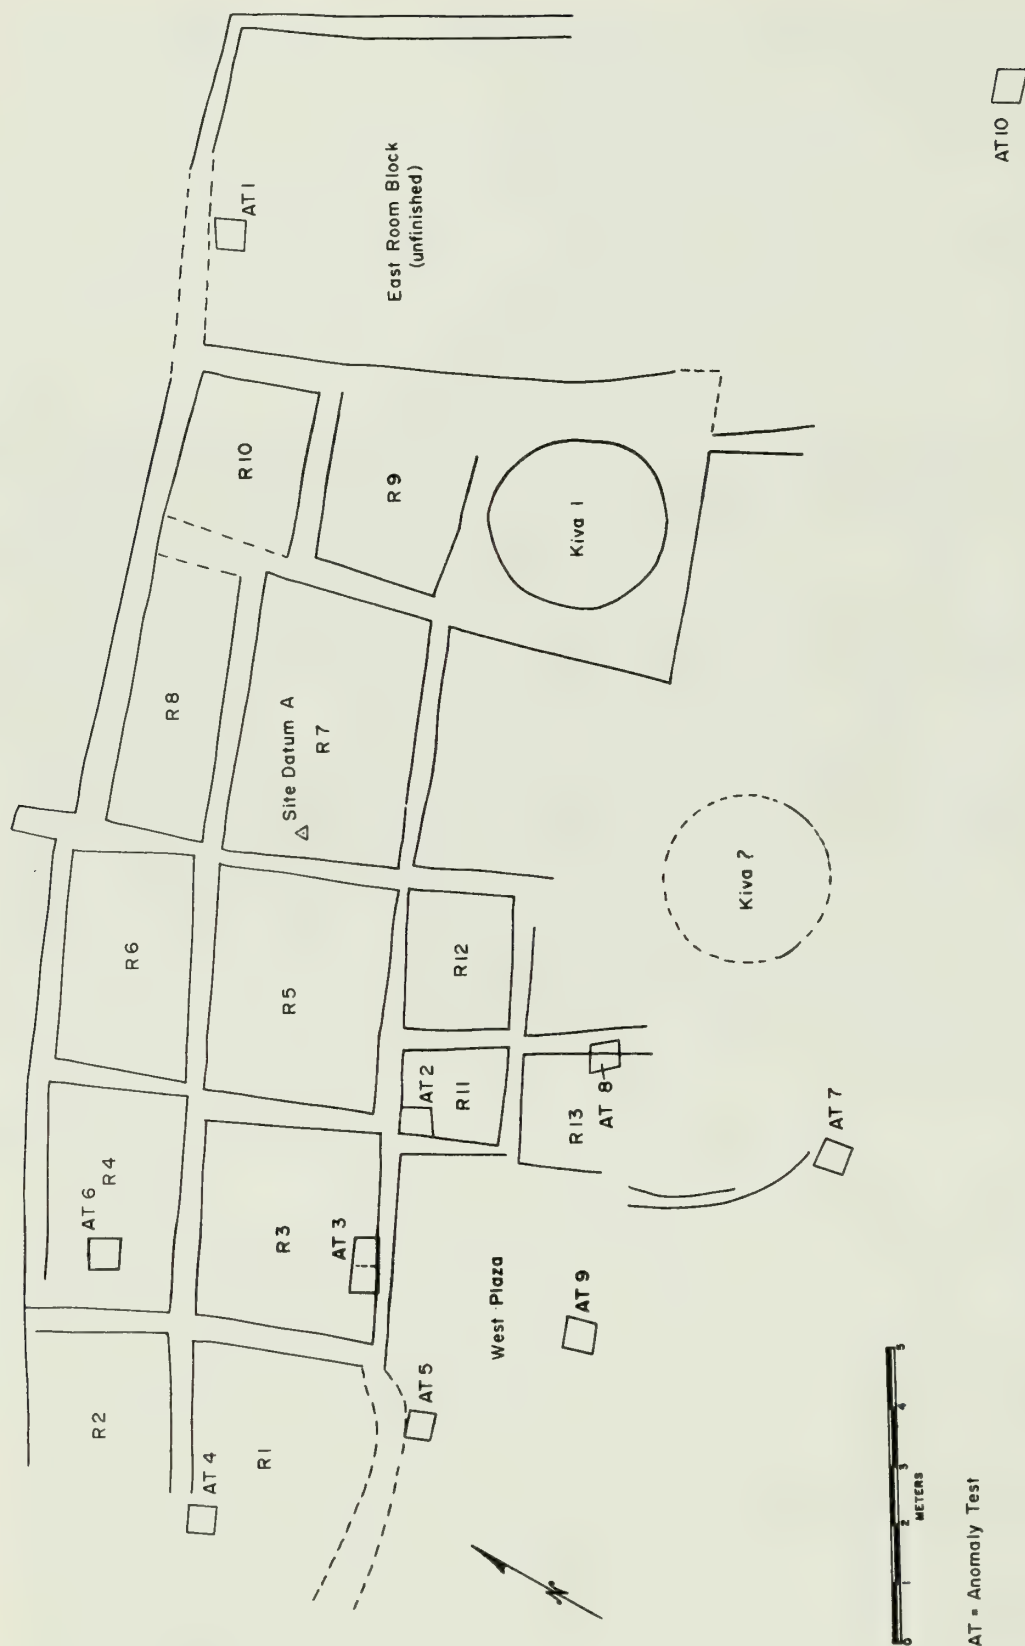 R2
R1
AT 4
R4
AT 6
R3
AT 3
AT 5
West Plaza
AT 9
R6
R5
R12
R11
AT 2
R13
AT 8
AT 7
R8
Site Datum A
R7
R10
R9
Kiva 1
Kiva ?
AT 1
East Room Block
(unfinished)
AT 10
N
0 1 2 3 4 5
METERS
AT = Anomaly Test